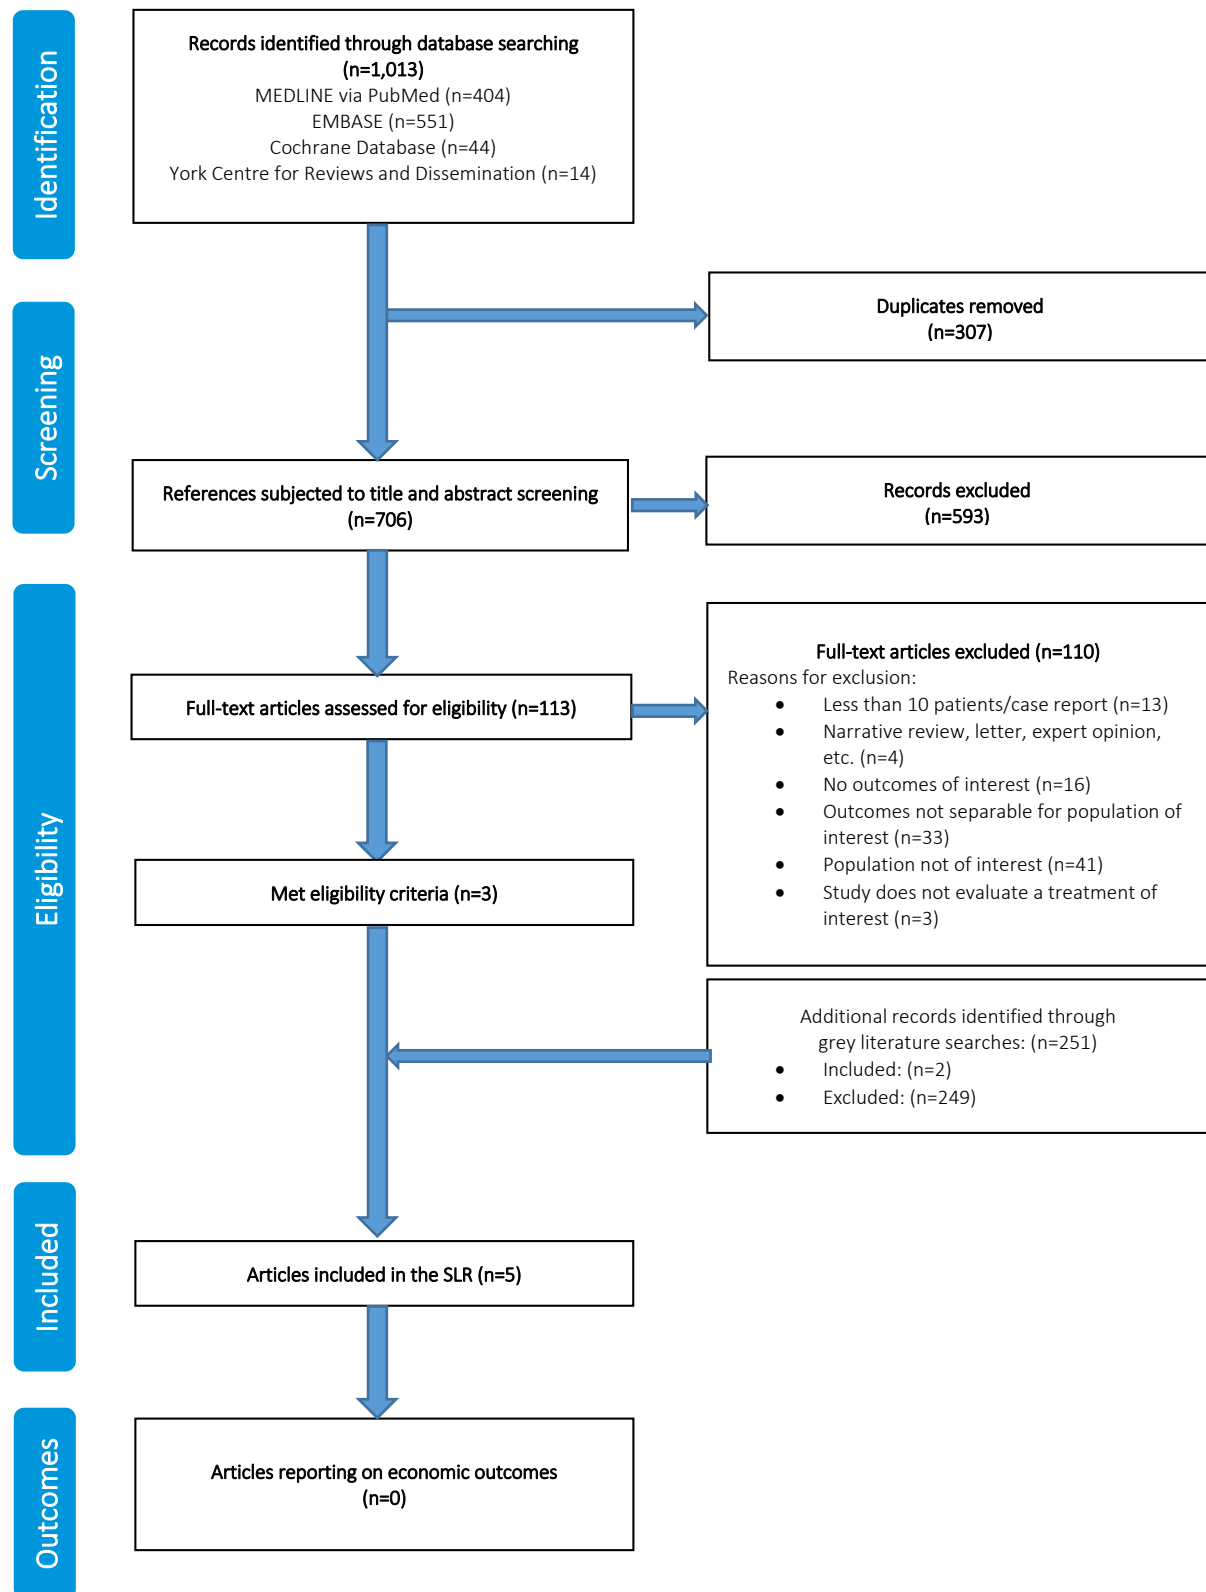 Identification
Records identified through database searching
(n=1,013)
MEDLINE via PubMed (n=404)
EMBASE (n=551)
Cochrane Database (n=44)
York Centre for Reviews and Dissemination (n=14)
Duplicates removed
(n=307)
Screening
References subjected to title and abstract screening
(n=706)
Records excluded
(n=593)
Eligibility
Full-text articles assessed for eligibility (n=113)
Full-text articles excluded (n=110)
Reasons for exclusion:
• Less than 10 patients/case report (n=13)
• Narrative review, letter, expert opinion,
etc. (n=4)
• No outcomes of interest (n=16)
• Outcomes not separable for population of
interest (n=33)
• Population not of interest (n=41)
• Study does not evaluate a treatment of
interest (n=3)
Met eligibility criteria (n=3)
Additional records identified through
grey literature searches: (n=251)
• Included: (n=2)
• Excluded: (n=249)
Included
Articles included in the SLR (n=5)
Outcomes
Articles reporting on economic outcomes
(n=0)